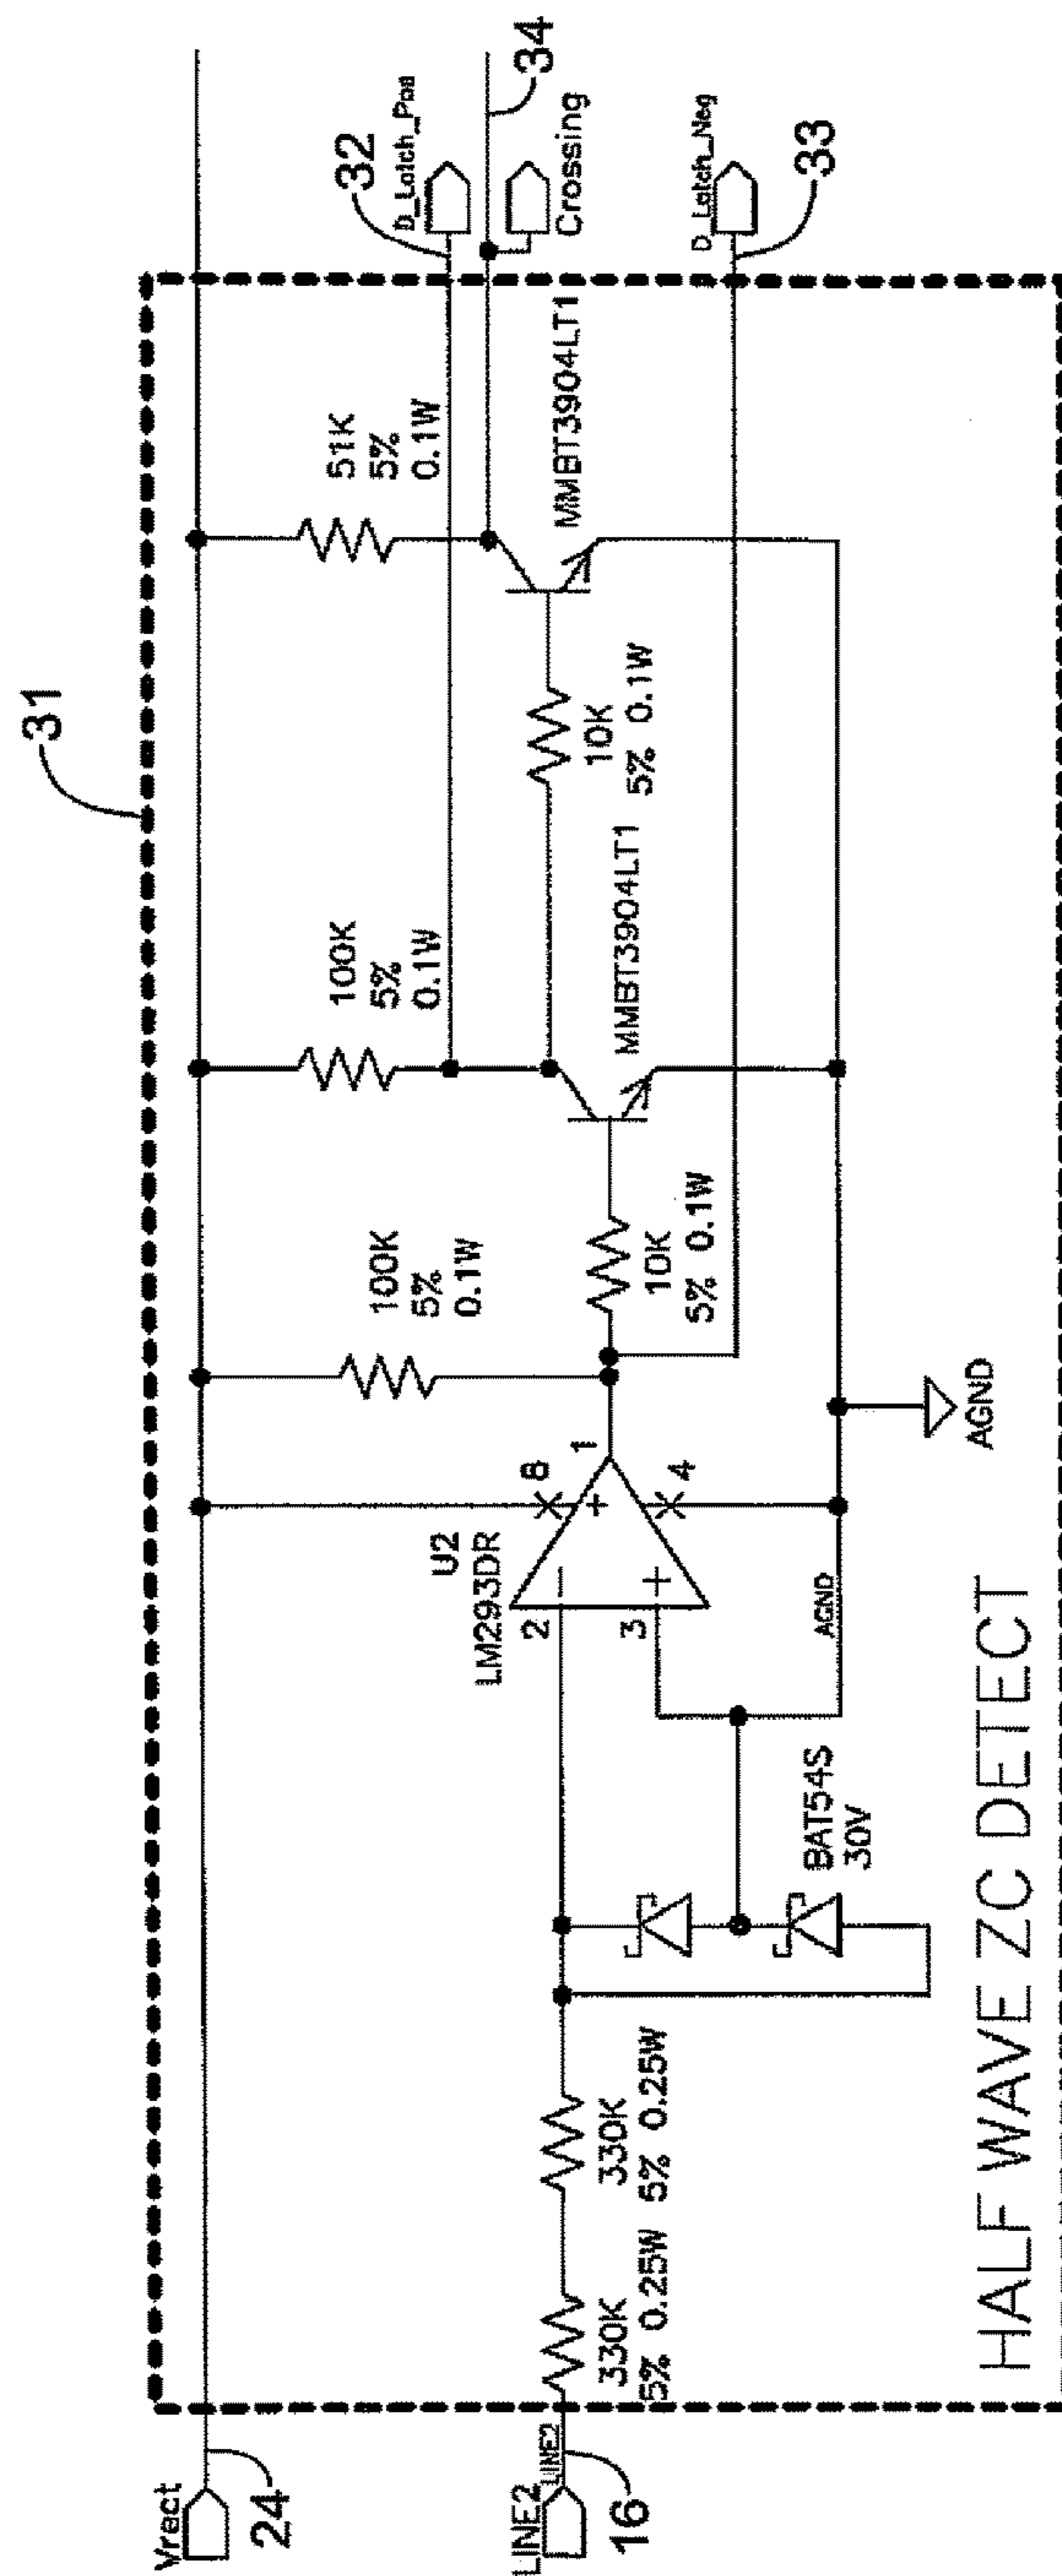 31
Vrect
24
LINE2
LINE2
16
330K
5% 0.25W
330K
5% 0.25W
BAT54S
30V
U2
LM293DR
2
3
8
1
4
AGND
AGND
100K
5%
0.1W
10K
5% 0.1W
100K
5%
0.1W
MMBT3904LT1
10K
5% 0.1W
51K
5%
0.1W
MMBT3904LT1
32
D_Latch_Pos
34
Crossing
D_Latch_Neg
33
HALF WAVE ZC DETECT